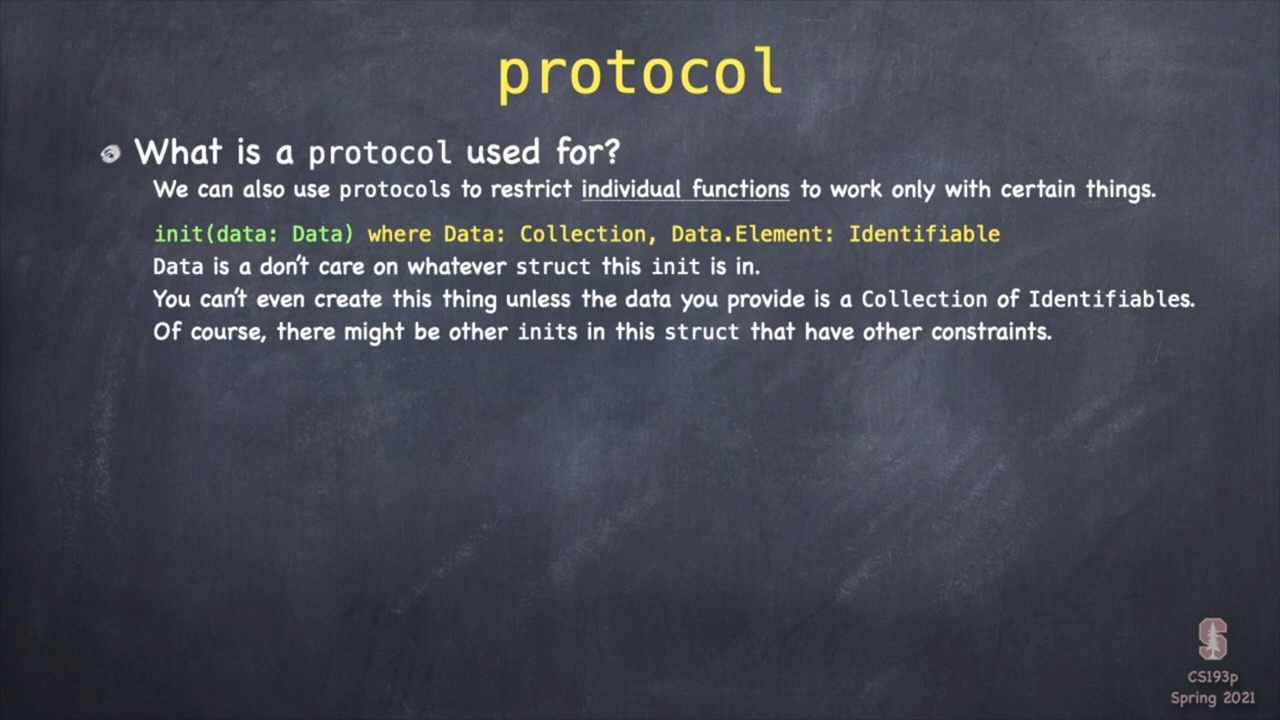 protocol
What is a protocol used for?
We can also use protocols to restrict individual functions to work only with certain things.
init(data: Data) where Data: Collection, Data.Element: Identifiable
Data is a don't care on whatever struct this init is in.
You can't even create this thing unless the data you provide is a Collection of Identifiables.
Of course, there might be other inits in this struct that have other constraints.
S
CS193p
Spring 2021